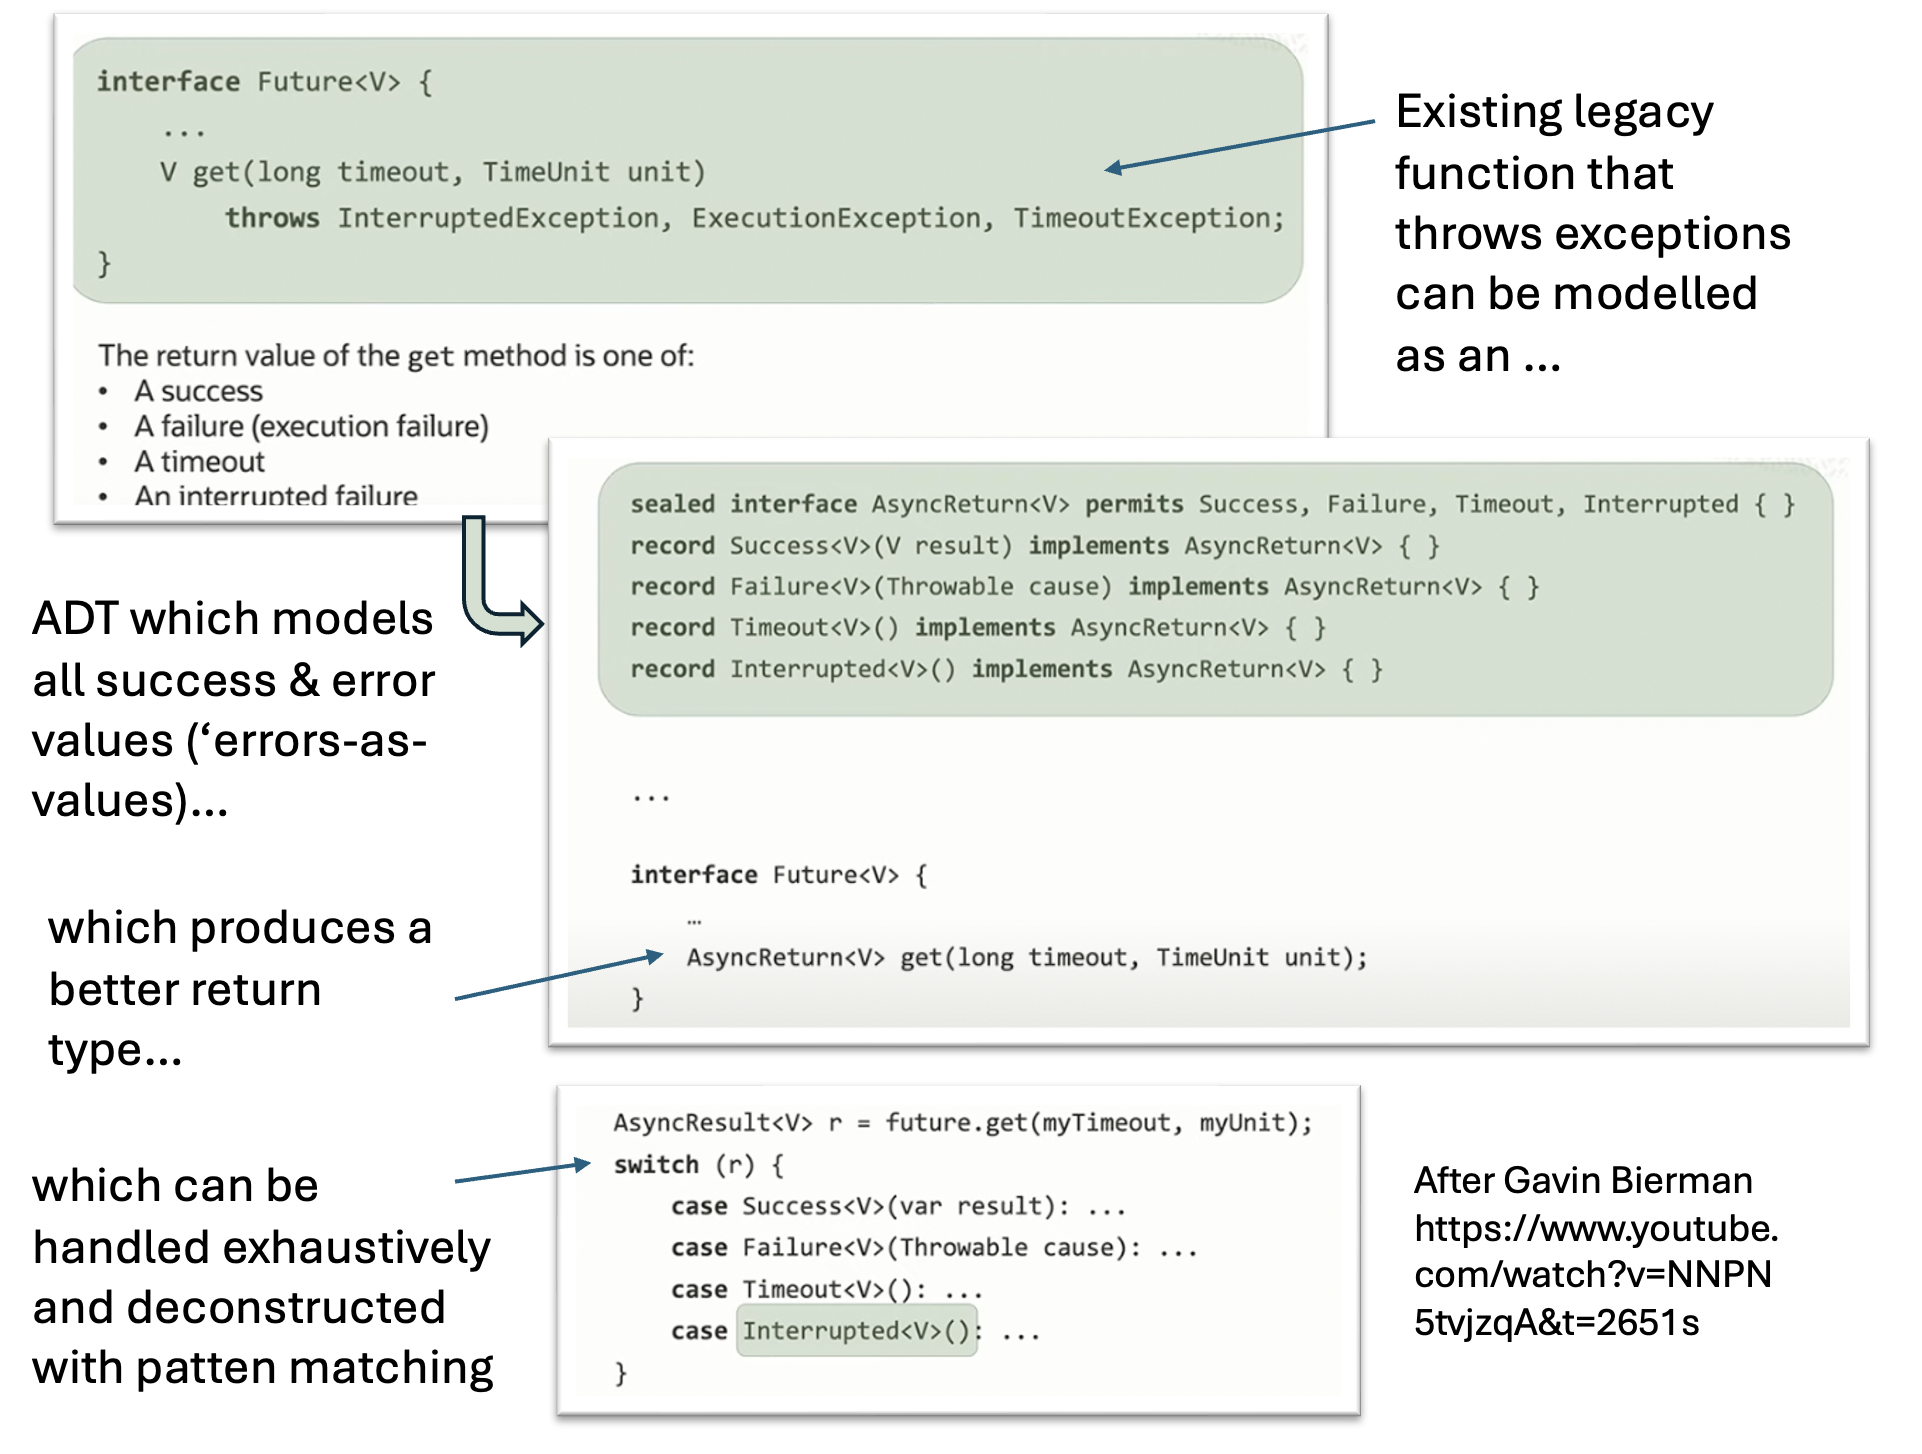 interface Future<V> {
...
V get(long timeout, TimeUnit unit)
throws InterruptedException, ExecutionException, TimeoutException;
}
The return value of the get method is one of:
• A success
• A failure (execution failure)
• A timeout
• An interrupted failure
Existing legacy
function that
throws exceptions
can be modelled
as an ...
ADT which models
all success & error
values (‘errors-as-
values)...
sealed interface AsyncReturn<V> permits Success, Failure, Timeout, Interrupted { }
record Success<V>(V result) implements AsyncReturn<V> { }
record Failure<V>(Throwable cause) implements AsyncReturn<V> { }
record Timeout<V>() implements AsyncReturn<V> { }
record Interrupted<V>() implements AsyncReturn<V> { }
...
interface Future<V> {
…
AsyncReturn<V> get(long timeout, TimeUnit unit);
}
which produces a
better return
type...
which can be
handled exhaustively
and deconstructed
with patten matching
AsyncResult<V> r = future.get(myTimeout, myUnit);
switch (r) {
case Success<V>(var result): ...
case Failure<V>(Throwable cause): ...
case Timeout<V>(): ...
case Interrupted<V>(): ...
}
After Gavin Bierman
https://www.youtube.
com/watch?v=NNPN
5tvjzqA&t=2651s